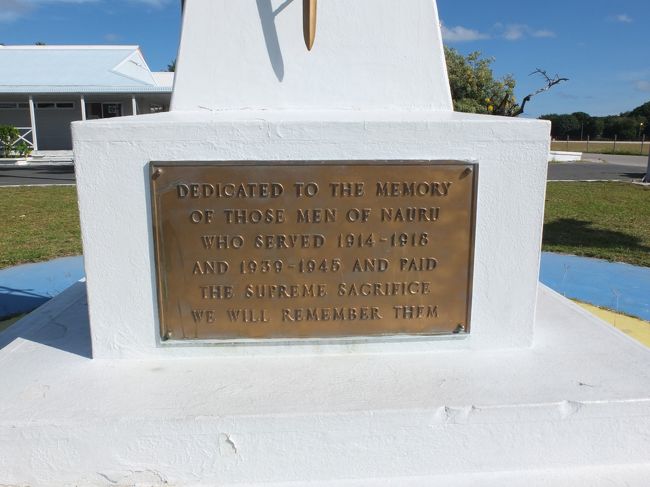 DEDICATED TO THE MEMORY
OF THOSE MEN OF NAURU
WHO SERVED 1914-1918
AND 1939-1945 AND PAID
THE SUPREME SACRIFICE
WE WILL REMEMBER THEM